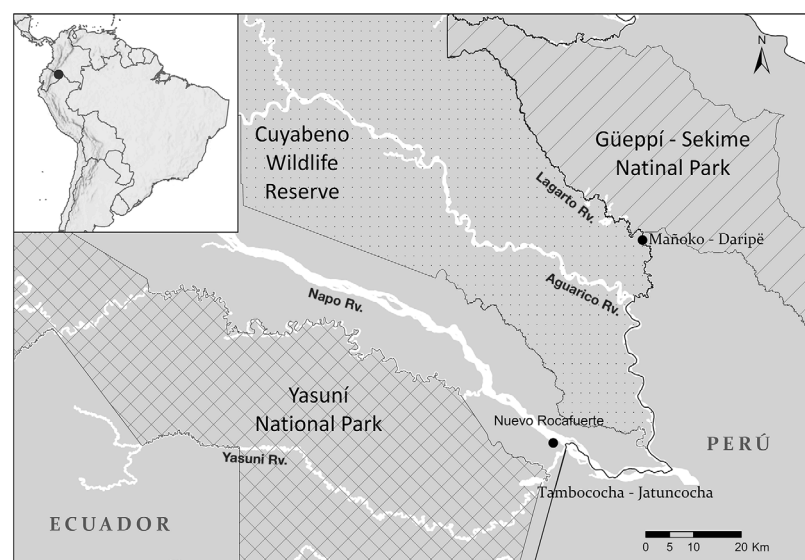 N
Cuyabeno
Wildlife
Reserve
Güeppí - Sekime
Natinal Park
Lagarto Rv.
Mañoko - Daripë
Aguarico Rv.
Napo Rv.
Yasuní
National Park
Nuevo Rocafuerte
PERÚ
Yasuni Rv.
Tambococha - Jatuncocha
ECUADOR
0 5 10 20 Km